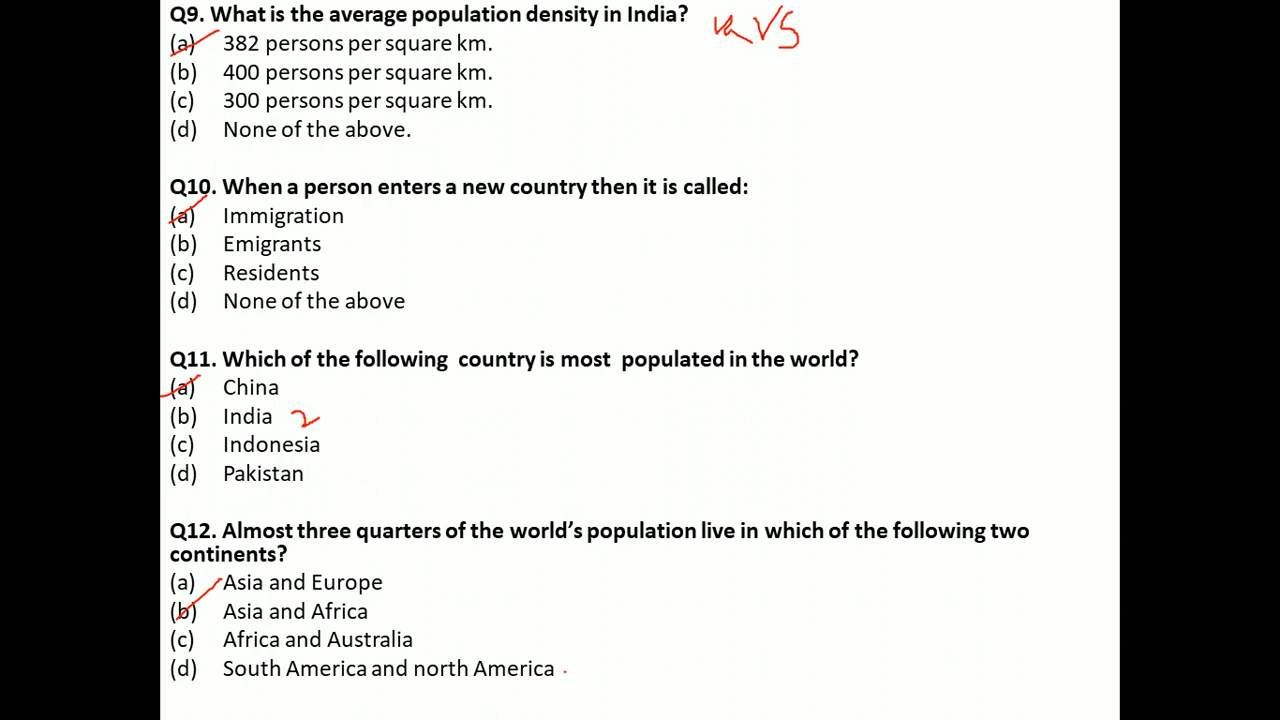 Q9. What is the average population density in India?
(a) 382 persons per square km.
(b) 400 persons per square km.
(c) 300 persons per square km.
(d) None of the above.
Q10. When a person enters a new country then it is called:
(a) Immigration
(b) Emigrants
(c) Residents
(d) None of the above
Q11. Which of the following country is most populated in the world?
(a) China
(b) India 2
(c) Indonesia
(d) Pakistan
Q12. Almost three quarters of the world's population live in which of the following two
continents?
(a) Asia and Europe
(b) Asia and Africa
(c) Africa and Australia
(d) South America and north America